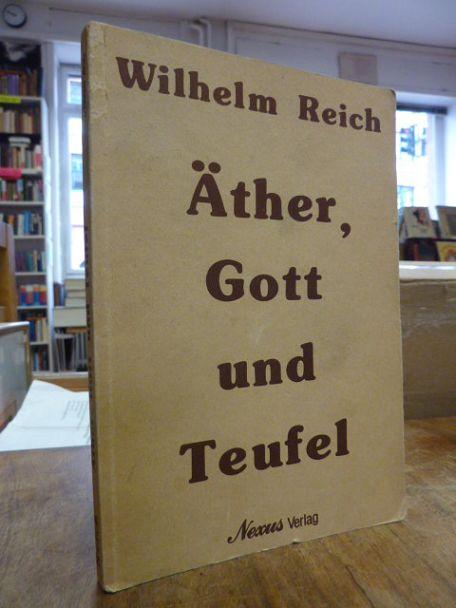 Wilhelm Reich
Äther,
Gott
und
Teufel
Nexus Verlag